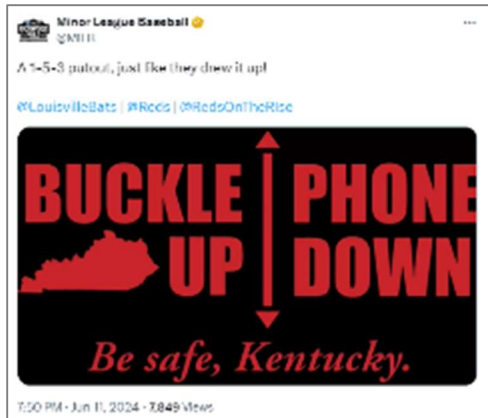 Minor League Baseball
@MiLB
A 1-5-3 putout, just like they drew it up!
@LouisvilleBats | @Reds | @RedsOnTheRise
BUCKLE PHONE
UP DOWN
Be safe, Kentucky.
7:50 PM · Jun 11, 2024 · 7,849 Views